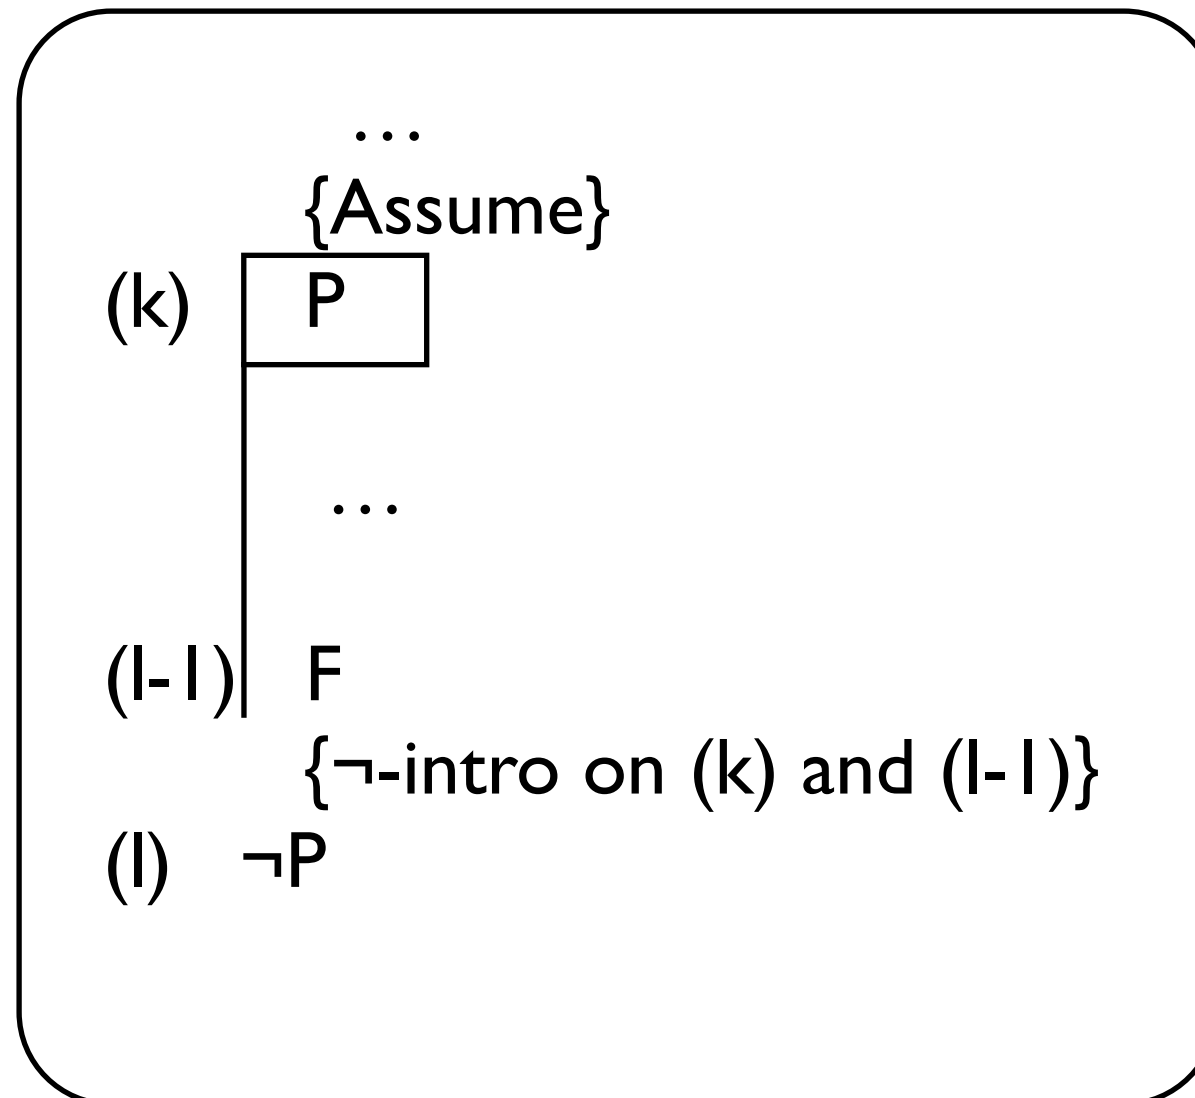 …
{Assume}
(k) P
…
(l-1) F
{¬-intro on (k) and (l-1)}
(l) ¬P